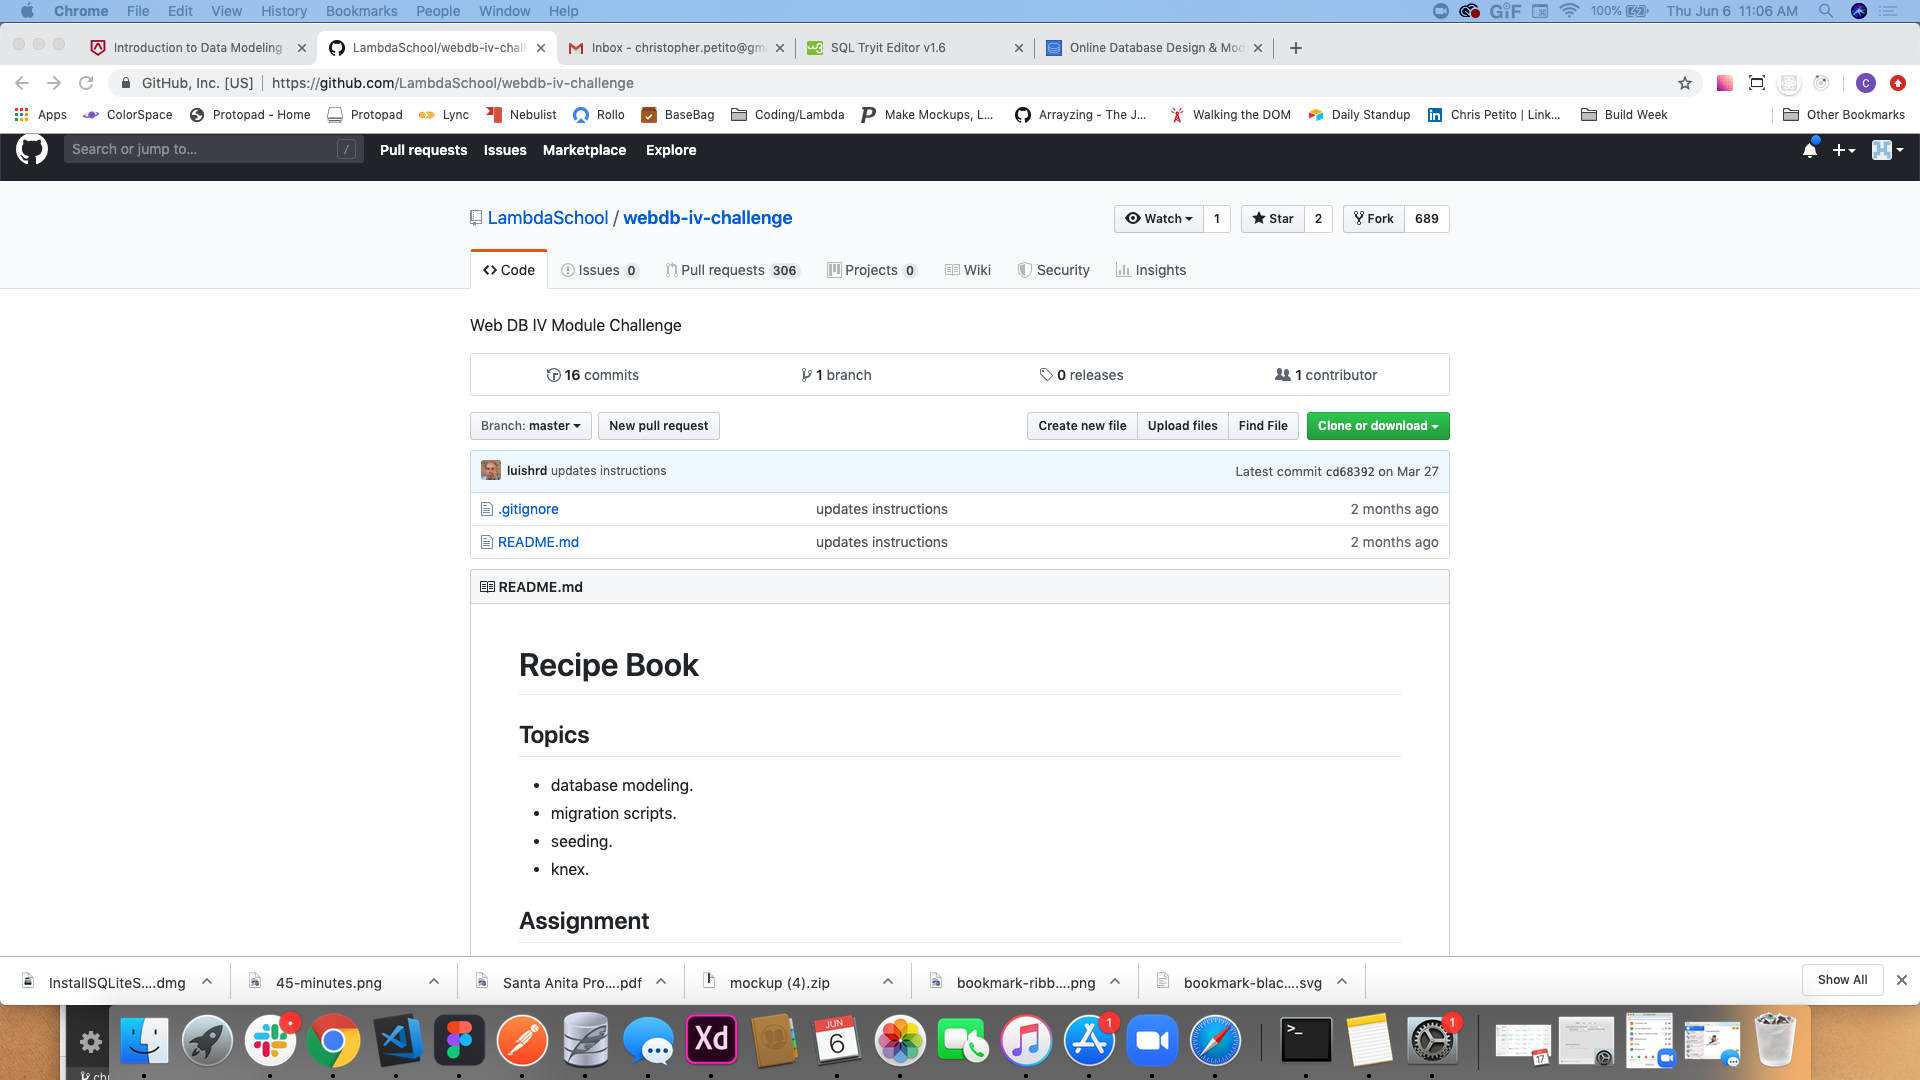 Chrome File Edit View History Bookmarks People Window Help GIF 100% Thu Jun 6 11:06 AM
Introduction to Data Modeling LambdaSchool/webdb-iv-chall Inbox - christopher.petito@gm SQL Tryit Editor v1.6 Online Database Design & Mod
GitHub, Inc. [US] https://github.com/LambdaSchool/webdb-iv-challenge C
Apps ColorSpace Protopad - Home Protopad Lync Nebulist Rollo BaseBag Coding/Lambda Make Mockups, L... Arrayzing - The J... Walking the DOM Daily Standup Chris Petito | Link... Build Week Other Bookmarks
Search or jump to... / Pull requests Issues Marketplace Explore
LambdaSchool / webdb-iv-challenge Watch 1 Star 2 Fork 689
Code Issues 0 Pull requests 306 Projects 0 Wiki Security Insights
Web DB IV Module Challenge
16 commits 1 branch 0 releases 1 contributor
Branch: master New pull request Create new file Upload files Find File Clone or download
luishrd updates instructions Latest commit cd68392 on Mar 27
.gitignore updates instructions 2 months ago
README.md updates instructions 2 months ago
README.md
Recipe Book
Topics
• database modeling.
• migration scripts.
• seeding.
• knex.
Assignment
InstallSQLiteS....dmg 45-minutes.png Santa Anita Pro....pdf mockup (4).zip bookmark-ribb....png bookmark-blac....svg Show All
Xd JUN 6 1 >_ 1 17